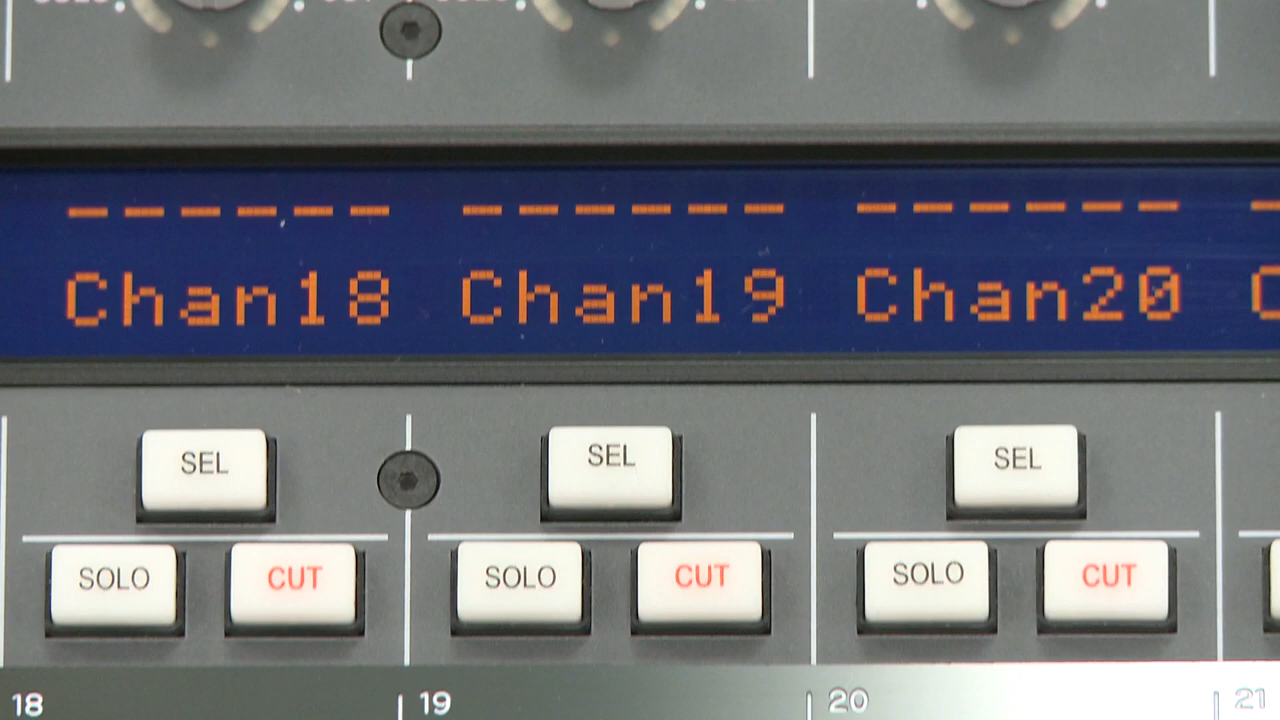 ------ ------ ------
Chan18 Chan19 Chan20
SEL SEL SEL
SOLO CUT SOLO CUT SOLO CUT
18 19 20 21